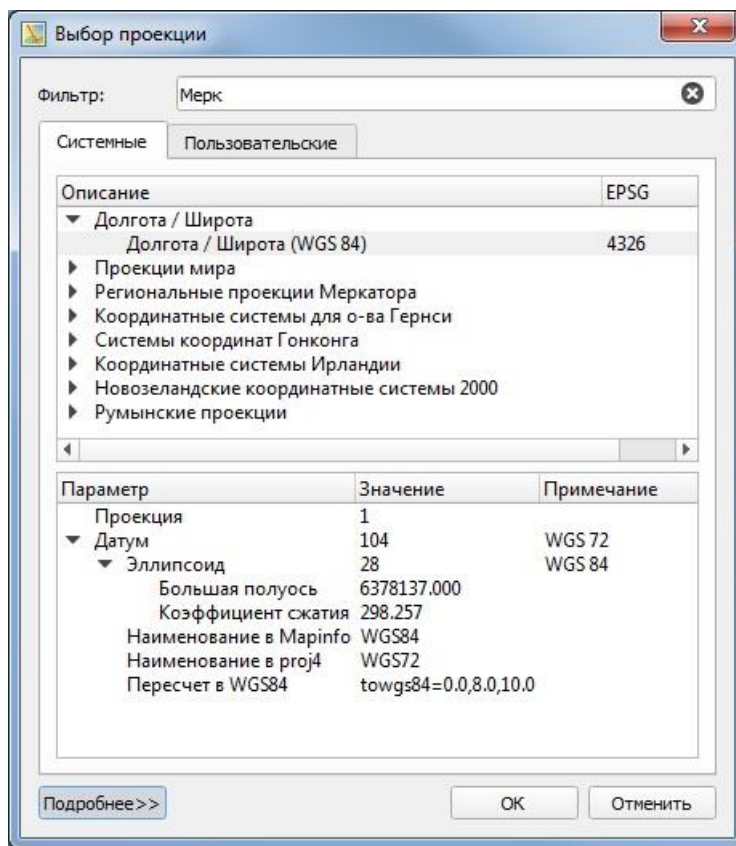 Выбор проекции
Фильтр: Мерк
Системные Пользовательские
Описание EPSG
Долгота / Широта
Долгота / Широта (WGS 84) 4326
Проекции мира
Региональные проекции Меркатора
Координатные системы для о-ва Гернси
Системы координат Гонконга
Координатные системы Ирландии
Новозеландские координатные системы 2000
Румынские проекции
Параметр Значение Примечание
Проекция 1
Датум 104 WGS 72
Эллипсоид 28 WGS 84
Большая полуось 6378137.000
Коэффициент сжатия 298.257
Наименование в Mapinfo WGS84
Наименование в proj4 WGS72
Пересчет в WGS84 towgs84=0.0,8.0,10.0
Подробнее>> OK Отменить